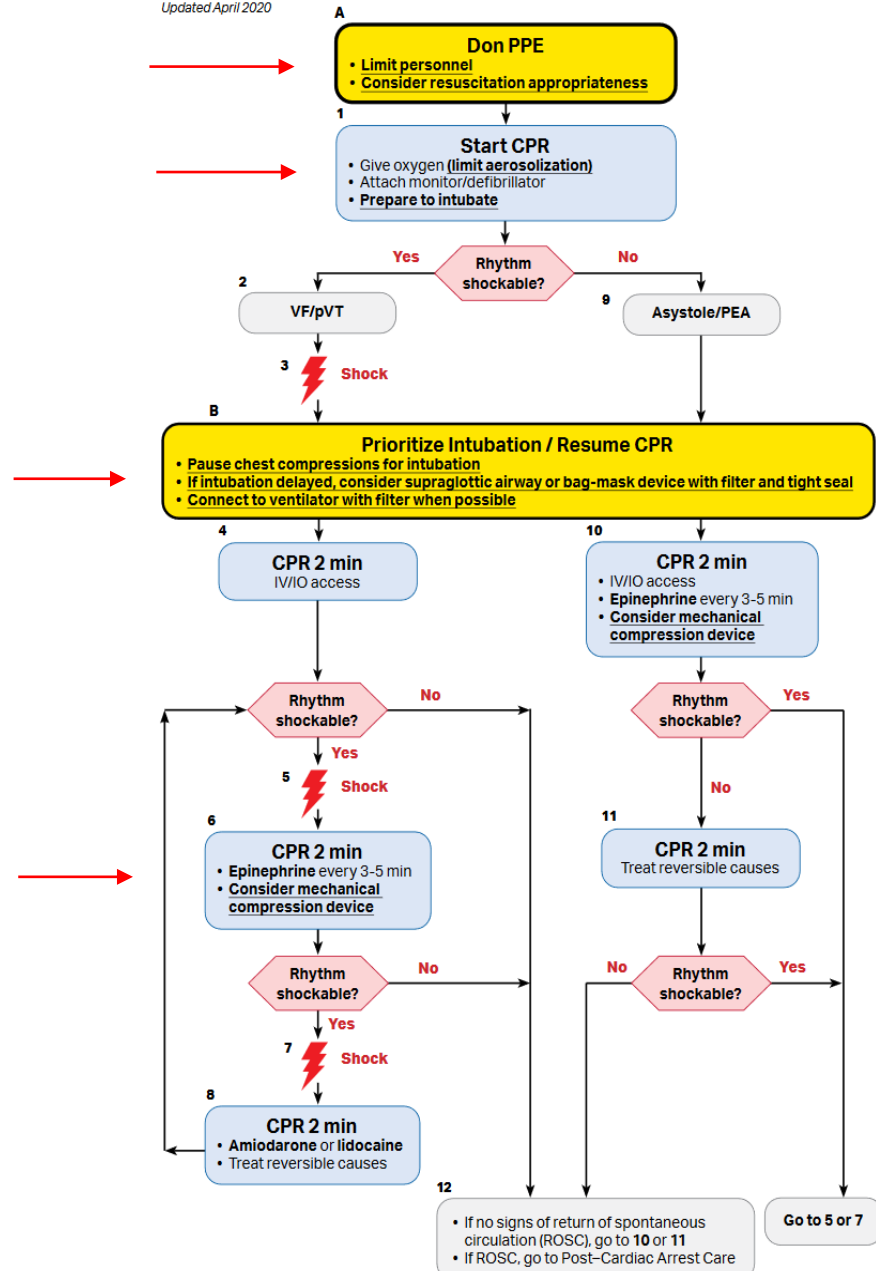 Updated April 2020
A
Don PPE
• Limit personnel
• Consider resuscitation appropriateness
1
Start CPR
• Give oxygen (limit aerosolization)
• Attach monitor/defibrillator
• Prepare to intubate
Rhythm
shockable?
Yes
No
2
VF/pVT
9
Asystole/PEA
3
Shock
B
Prioritize Intubation / Resume CPR
• Pause chest compressions for intubation
• If intubation delayed, consider supraglottic airway or bag-mask device with filter and tight seal
• Connect to ventilator with filter when possible
4
CPR 2 min
IV/IO access
10
CPR 2 min
• IV/IO access
• Epinephrine every 3-5 min
• Consider mechanical
compression device
Rhythm
shockable?
No
Yes
Rhythm
shockable?
Yes
No
5
Shock
6
CPR 2 min
• Epinephrine every 3-5 min
• Consider mechanical
compression device
11
CPR 2 min
Treat reversible causes
Rhythm
shockable?
No
Yes
No
Rhythm
shockable?
Yes
7
Shock
8
CPR 2 min
• Amiodarone or lidocaine
• Treat reversible causes
12
• If no signs of return of spontaneous
circulation (ROSC), go to 10 or 11
• If ROSC, go to Post–Cardiac Arrest Care
Go to 5 or 7